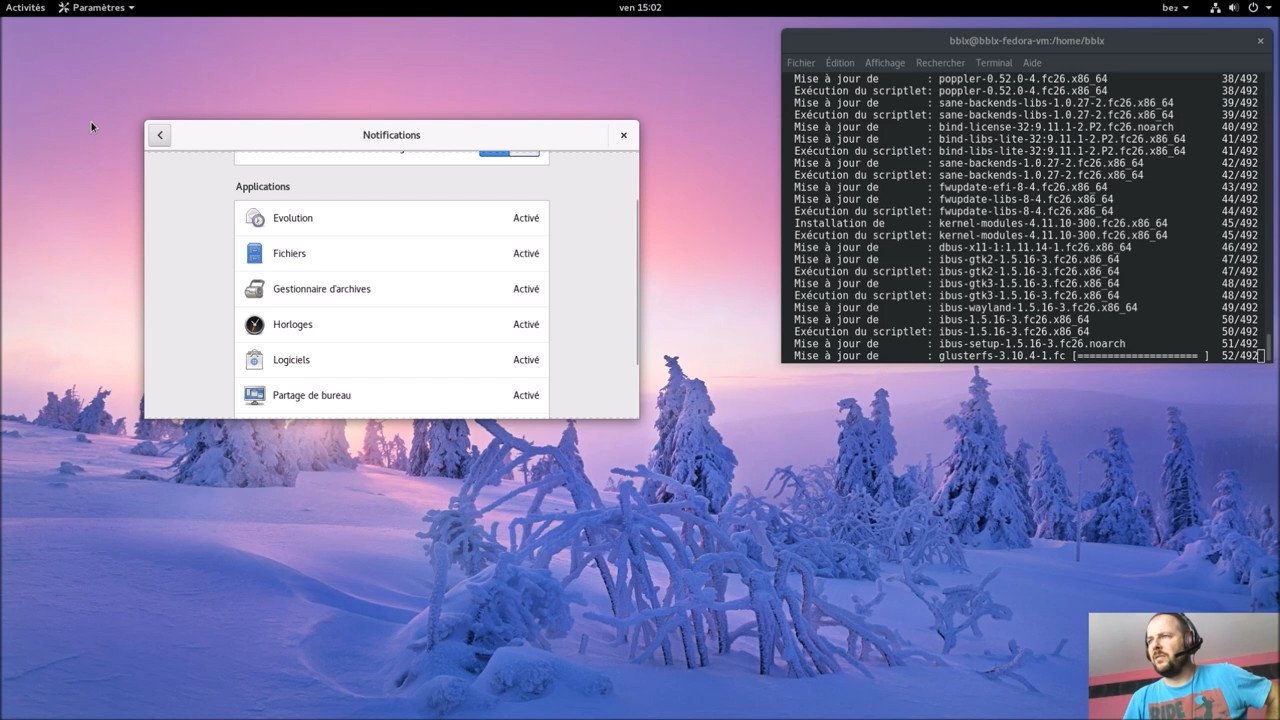 Activités
Paramètres
ven 15:02
be₂
Notifications
Applications
Evolution Activé
Fichiers Activé
Gestionnaire d'archives Activé
Horloges Activé
Logiciels Activé
Partage de bureau Activé
bblx@bblx-fedora-vm:/home/bblx
Fichier Édition Affichage Rechercher Terminal Aide
Mise à jour de : poppler-0.52.0-4.fc26.x86_64 38/492
Exécution du scriptlet: poppler-0.52.0-4.fc26.x86_64 38/492
Mise à jour de : sane-backends-libs-1.0.27-2.fc26.x86_64 39/492
Exécution du scriptlet: sane-backends-libs-1.0.27-2.fc26.x86_64 39/492
Mise à jour de : bind-license-32:9.11.1-2.P2.fc26.noarch 40/492
Mise à jour de : bind-libs-lite-32:9.11.1-2.P2.fc26.x86_64 41/492
Exécution du scriptlet: bind-libs-lite-32:9.11.1-2.P2.fc26.x86_64 41/492
Mise à jour de : sane-backends-1.0.27-2.fc26.x86_64 42/492
Exécution du scriptlet: sane-backends-1.0.27-2.fc26.x86_64 42/492
Mise à jour de : fwupdate-efi-8-4.fc26.x86_64 43/492
Mise à jour de : fwupdate-libs-8-4.fc26.x86_64 44/492
Exécution du scriptlet: fwupdate-libs-8-4.fc26.x86_64 44/492
Installation de : kernel-modules-4.11.10-300.fc26.x86_64 45/492
Exécution du scriptlet: kernel-modules-4.11.10-300.fc26.x86_64 45/492
Mise à jour de : dbus-x11-1:1.11.14-1.fc26.x86_64 46/492
Mise à jour de : ibus-gtk2-1.5.16-3.fc26.x86_64 47/492
Exécution du scriptlet: ibus-gtk2-1.5.16-3.fc26.x86_64 47/492
Mise à jour de : ibus-gtk3-1.5.16-3.fc26.x86_64 48/492
Exécution du scriptlet: ibus-gtk3-1.5.16-3.fc26.x86_64 48/492
Mise à jour de : ibus-wayland-1.5.16-3.fc26.x86_64 49/492
Mise à jour de : ibus-1.5.16-3.fc26.x86_64 50/492
Exécution du scriptlet: ibus-1.5.16-3.fc26.x86_64 50/492
Mise à jour de : ibus-setup-1.5.16-3.fc26.noarch 51/492
Mise à jour de : glusterfs-3.10.4-1.fc [==================== ] 52/492
RIDE